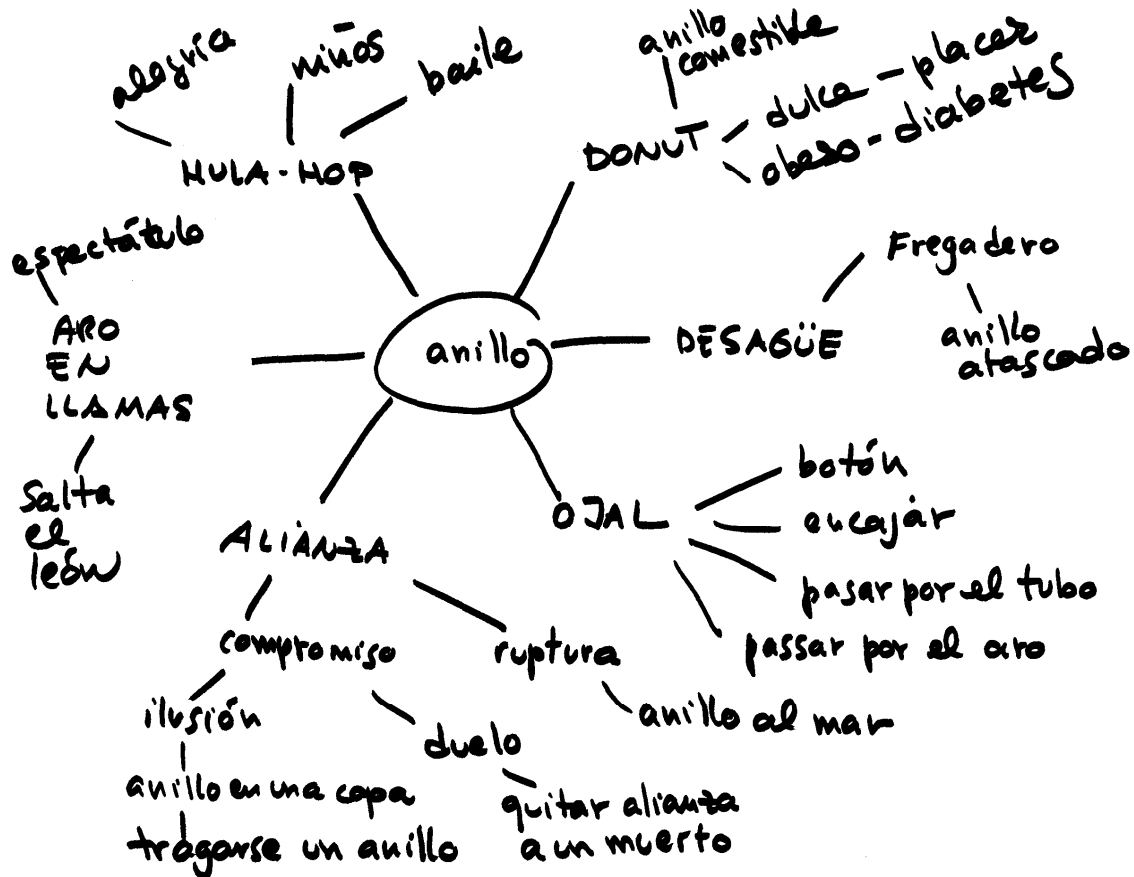 alegría
niños
baile
HULA-HOP
anillo
comestible
DONUT
dulce - placer
obeso - diabetes
espectátulo
ARO
EN
LLAMAS
Salta
el
león
anillo
DESAGÜE
Fregadero
anillo
atascado
OJAL
botón
encajár
pasar por el tubo
passar por el aro
ALIANZA
compromiso
ruptura
anillo al mar
ilusión
duelo
anillo en una copa
tragarse un anillo
quitar alianza
a un muerto